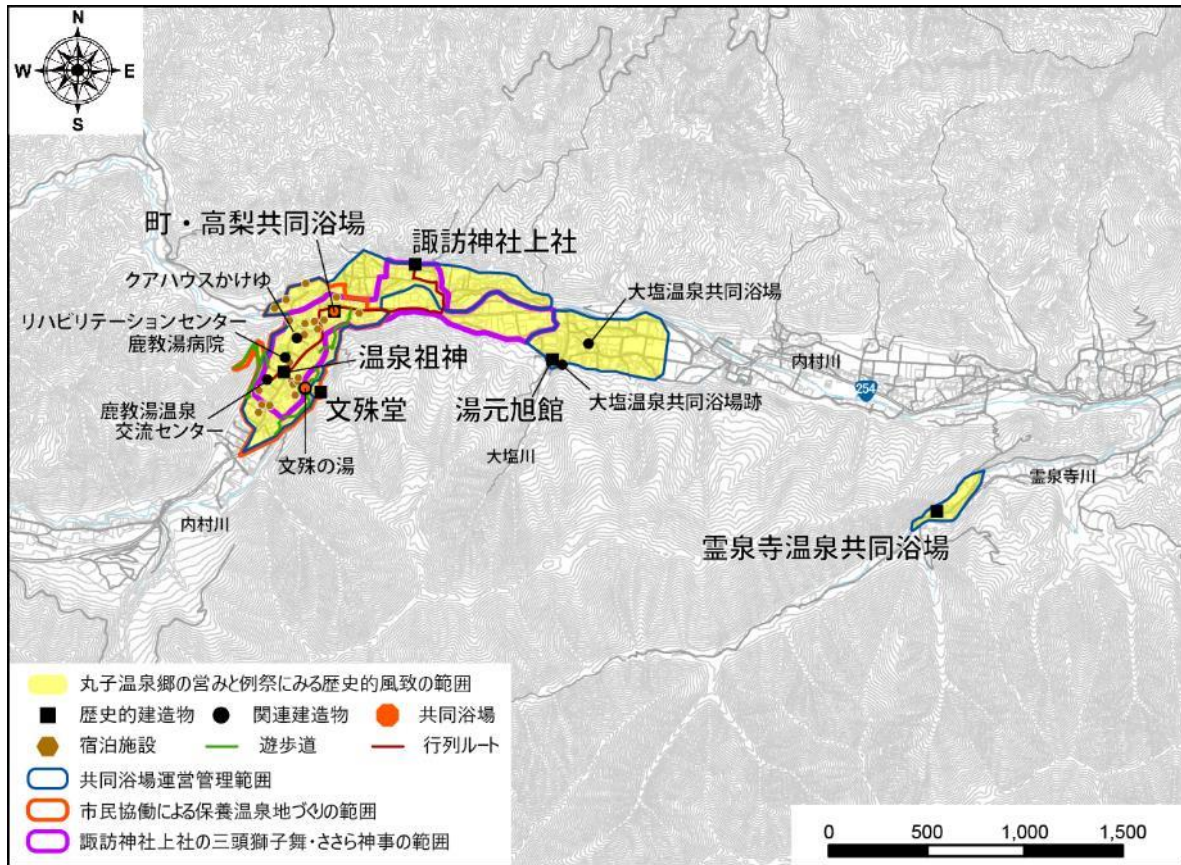 N
W
E
S
町・高梨共同浴場
諏訪神社上社
クアハウスかけゆ
大塩温泉共同浴場
リハビリテーションセンター
鹿教湯病院
温泉祖神
内村川
254
鹿教湯温泉
交流センター
文殊堂
湯元旭館
大塩温泉共同浴場跡
文殊の湯
大塩川
霊泉寺川
内村川
霊泉寺温泉共同浴場
丸子温泉郷の営みと例祭にみる歴史的風致の範囲
歴史的建造物 関連建造物 共同浴場
宿泊施設 遊歩道 行列ルート
共同浴場運営管理範囲
市民協働による保養温泉地づくりの範囲
諏訪神社上社の三頭獅子舞・ささら神事の範囲
0 500 1,000 1,500